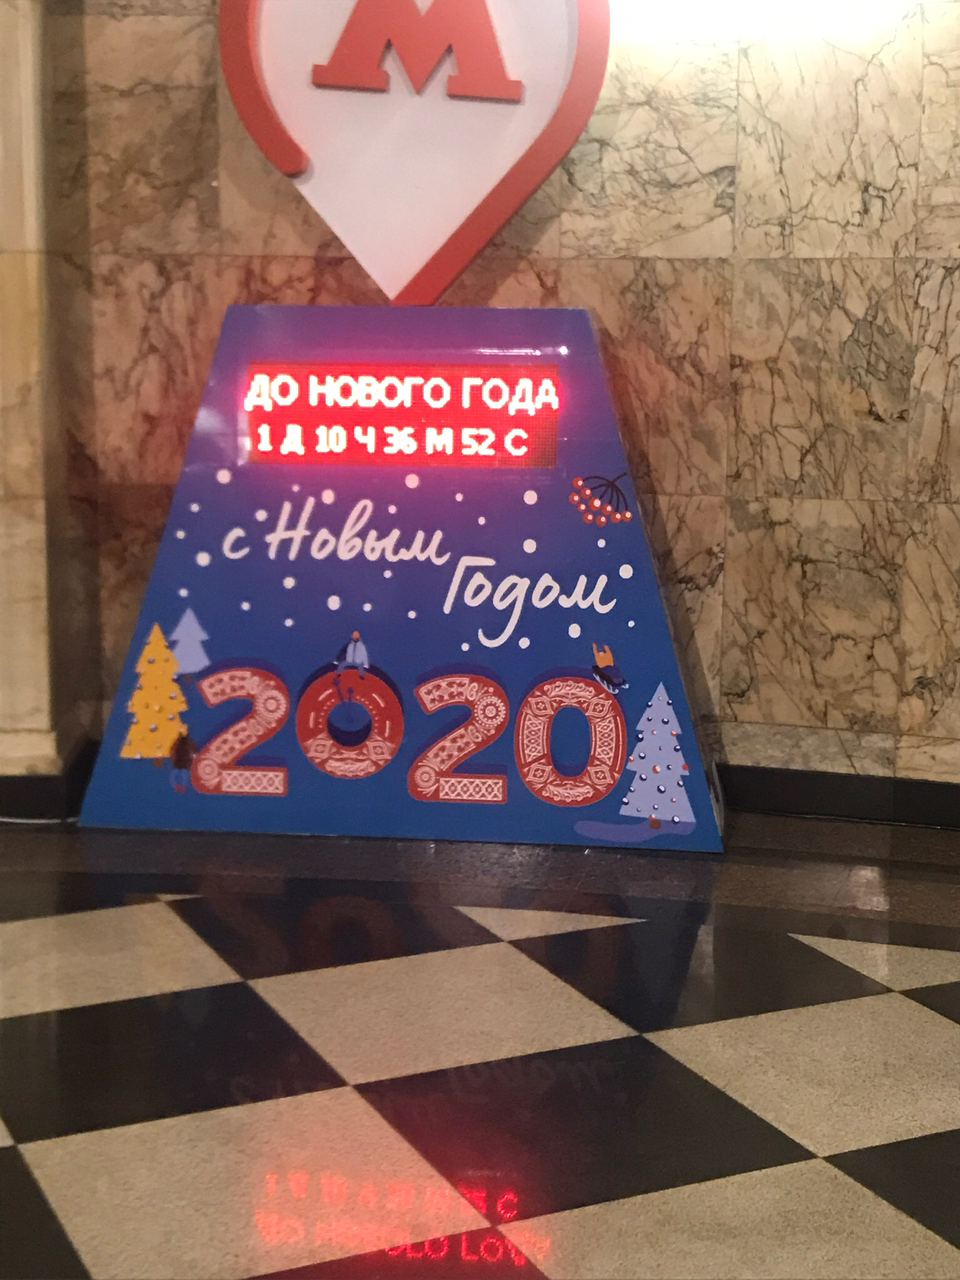 М
ДО НОВОГО ГОДА
1 Д 10 Ч 36 М 52 С
с Новым
Годом
2020